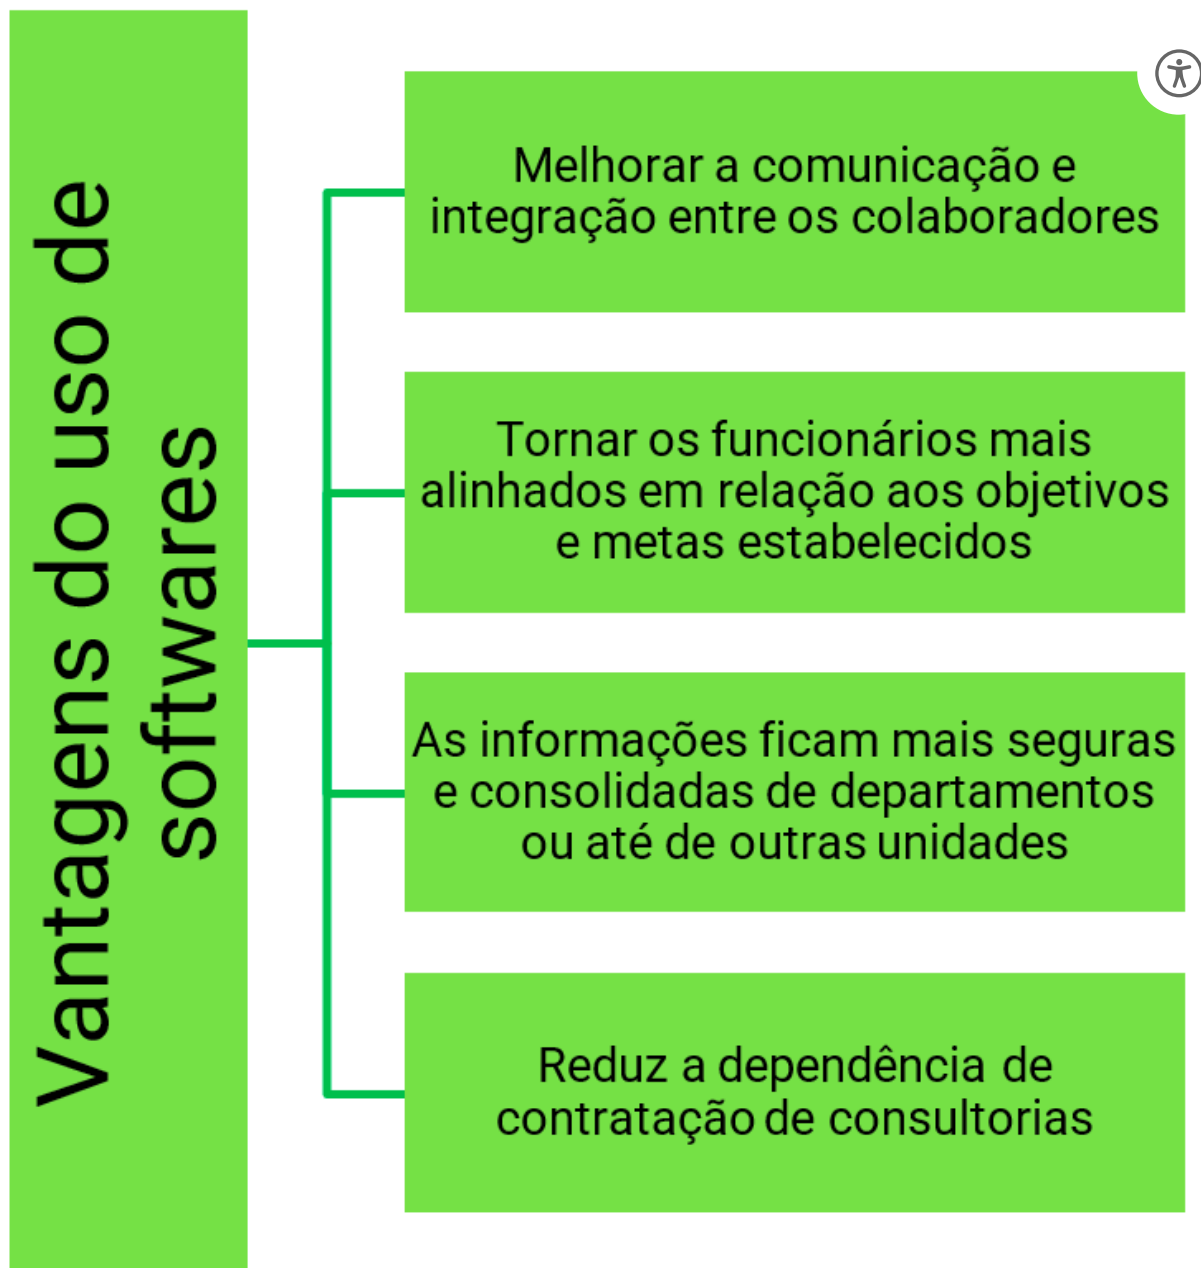 Vantagens do uso de
softwares
Melhorar a comunicação e
integração entre os colaboradores
Tornar os funcionários mais
alinhados em relação aos objetivos
e metas estabelecidos
As informações ficam mais seguras
e consolidadas de departamentos
ou até de outras unidades
Reduz a dependência de
contratação de consultorias